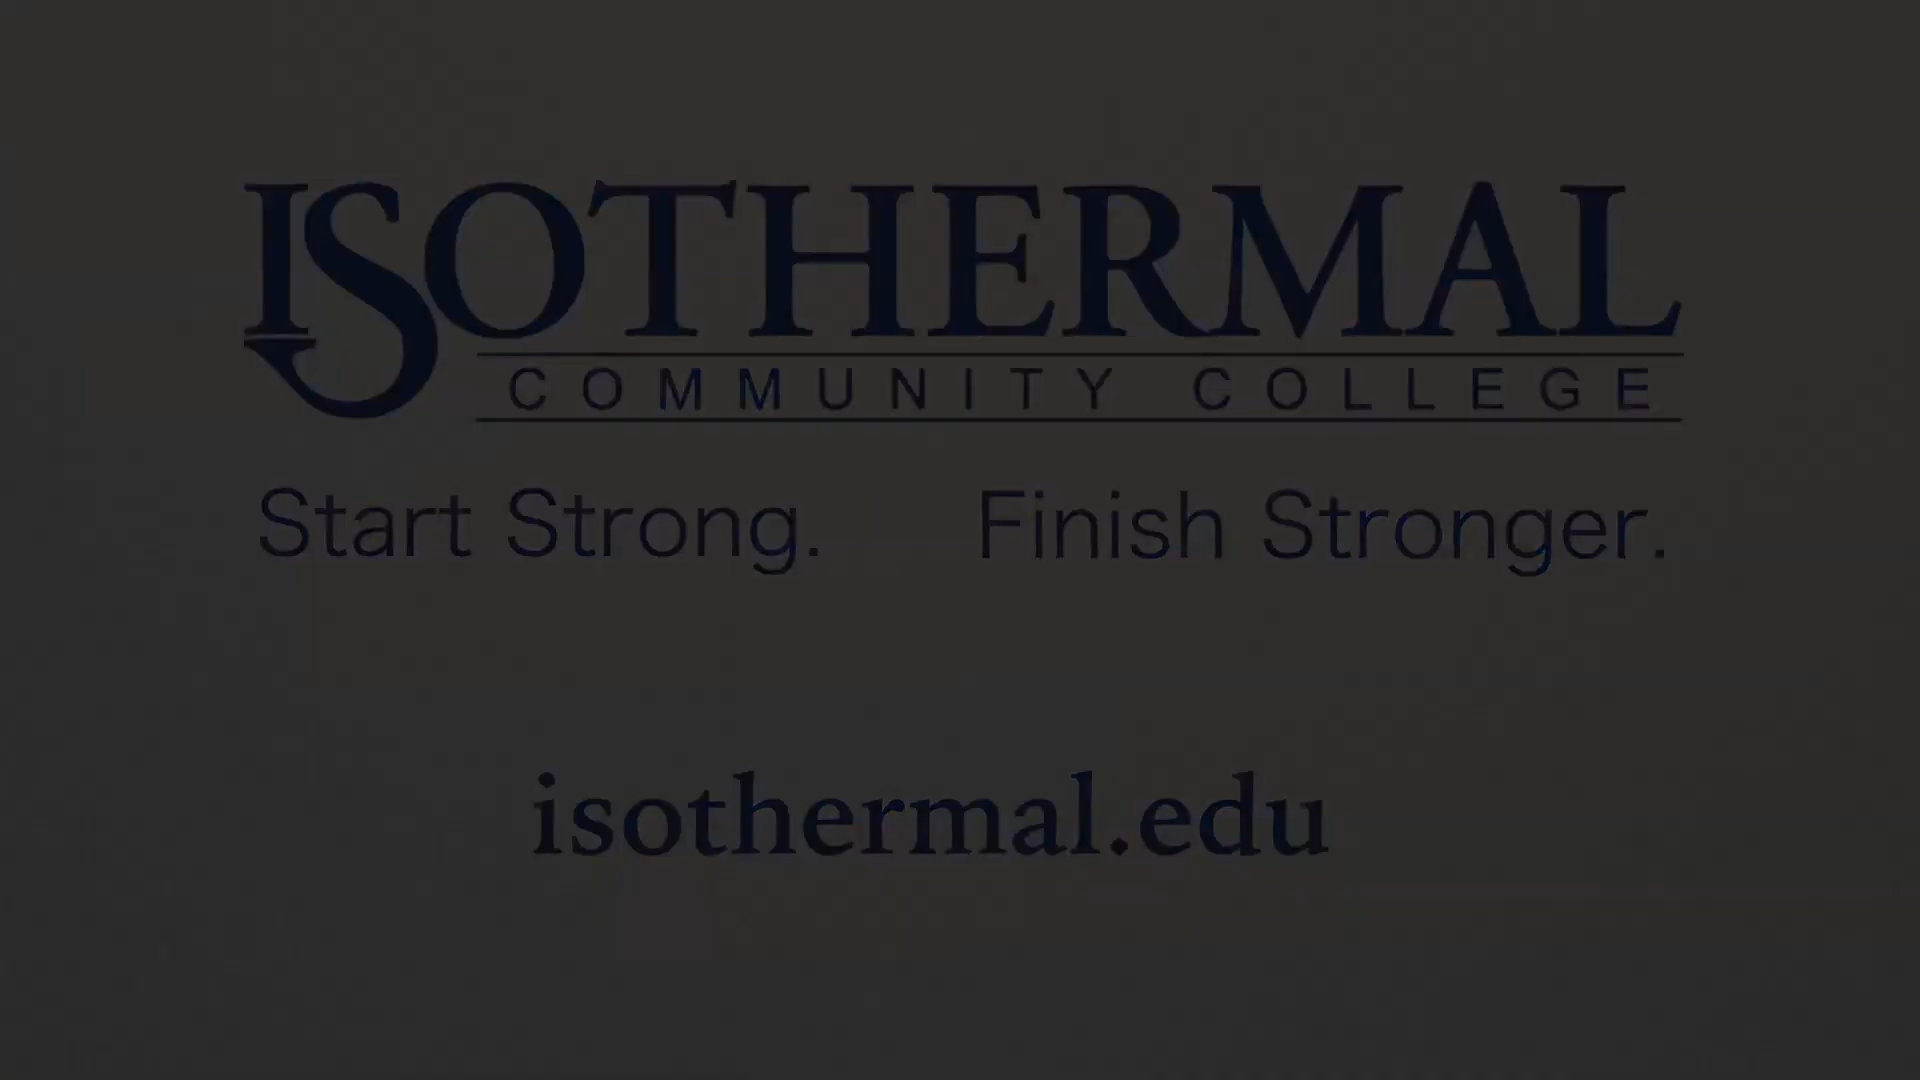 ISOTHERMAL
COMMUNITY COLLEGE
Start Strong. Finish Stronger.
isothermal.edu